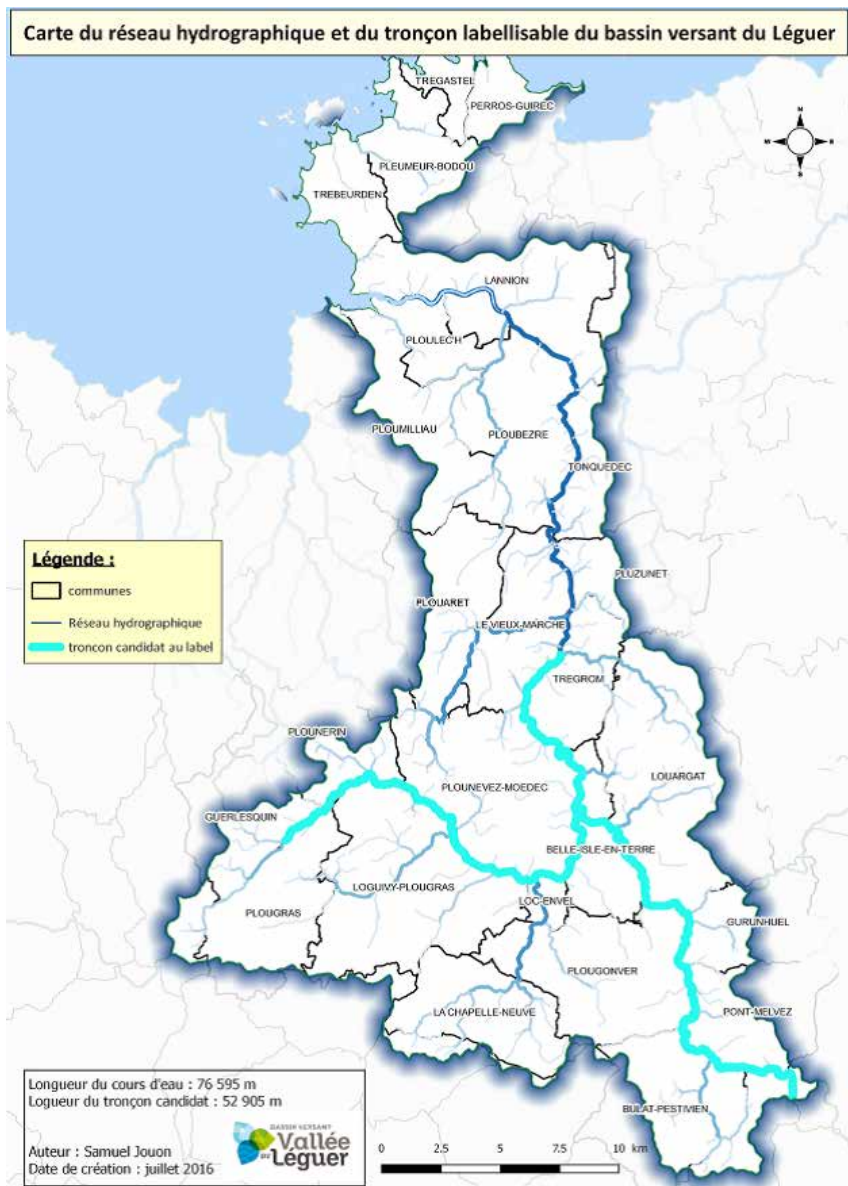 Carte du réseau hydrographique et du tronçon labellisable du bassin versant du Léguer
TREGASTEL
PERROS-GUIREC
N
M
E
S
PLEUMEUR-BODOU
TREBEURDEN
LANNION
PLOULEC'H
PLOUMILLIAU
PLOUBEZRE
TONQUEDEC
PLUZUNET
PLOUARET
LE VIEUX-MARCHE
TREGROM
Légende :
communes
Réseau hydrographique
troncon candidat au label
PLOUNERIN
PLOUNEVEZ-MOEDEC
LOUARGAT
GUERLESQUIN
BELLE-ISLE-EN-TERRE
LOGUIVY-PLOUGRAS
LOC-ENVEL
PLOUGRAS
GURUNHUEL
PLOUGONVER
LA CHAPELLE-NEUVE
PONT-MELVEZ
BULAT-PESTIVIEN
Longueur du cours d'eau : 76 595 m
Logueur du tronçon candidat : 52 905 m
Auteur : Samuel Jouon
Date de création : juillet 2016
BASSIN VERSANT
Vallée
DU Léguer
0 2.5 5 7.5 10 km